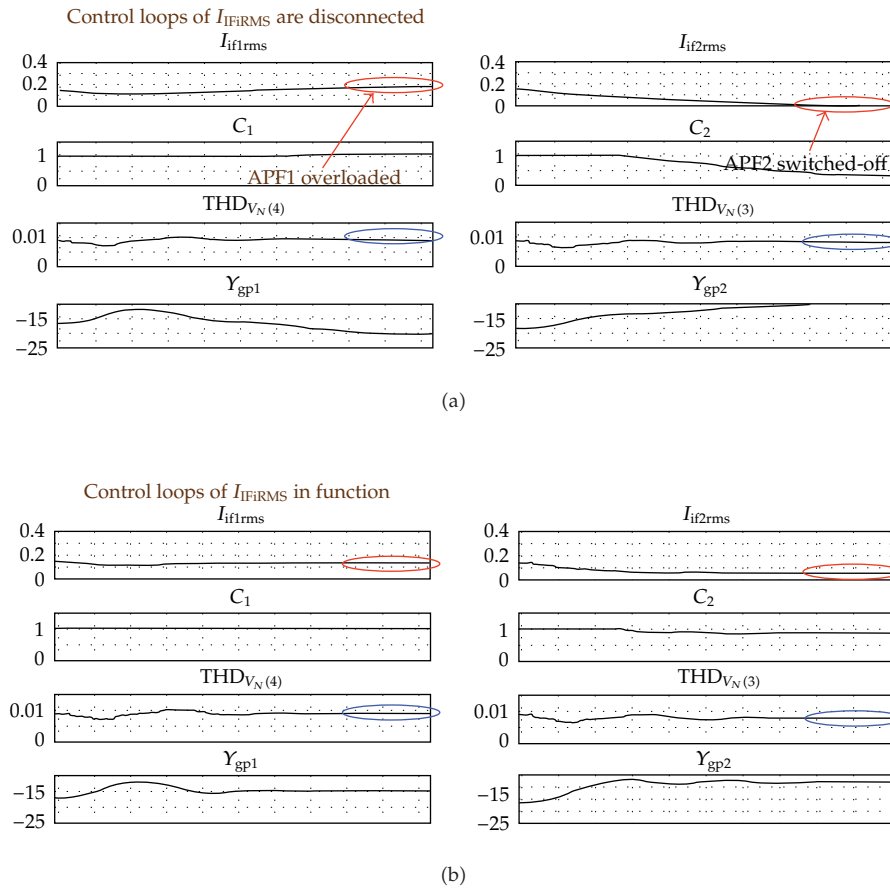 Control loops of I_IFiRMS are disconnected
I_if1rms
0.4
0.2
0
APF1 overloaded
C_1
1
0
THD_V_N(4)
0.01
0
Y_gp1
−15
−25
I_if2rms
0.4
0.2
0
APF2 switched-off
C_2
1
0
THD_V_N(3)
0.01
0
Y_gp2
−15
−25
(a)
Control loops of I_IFiRMS in function
I_if1rms
0.4
0.2
0
C_1
1
0
THD_V_N(4)
0.01
0
Y_gp1
−15
−25
I_if2rms
0.4
0.2
0
C_2
1
0
THD_V_N(3)
0.01
0
Y_gp2
−15
−25
(b)